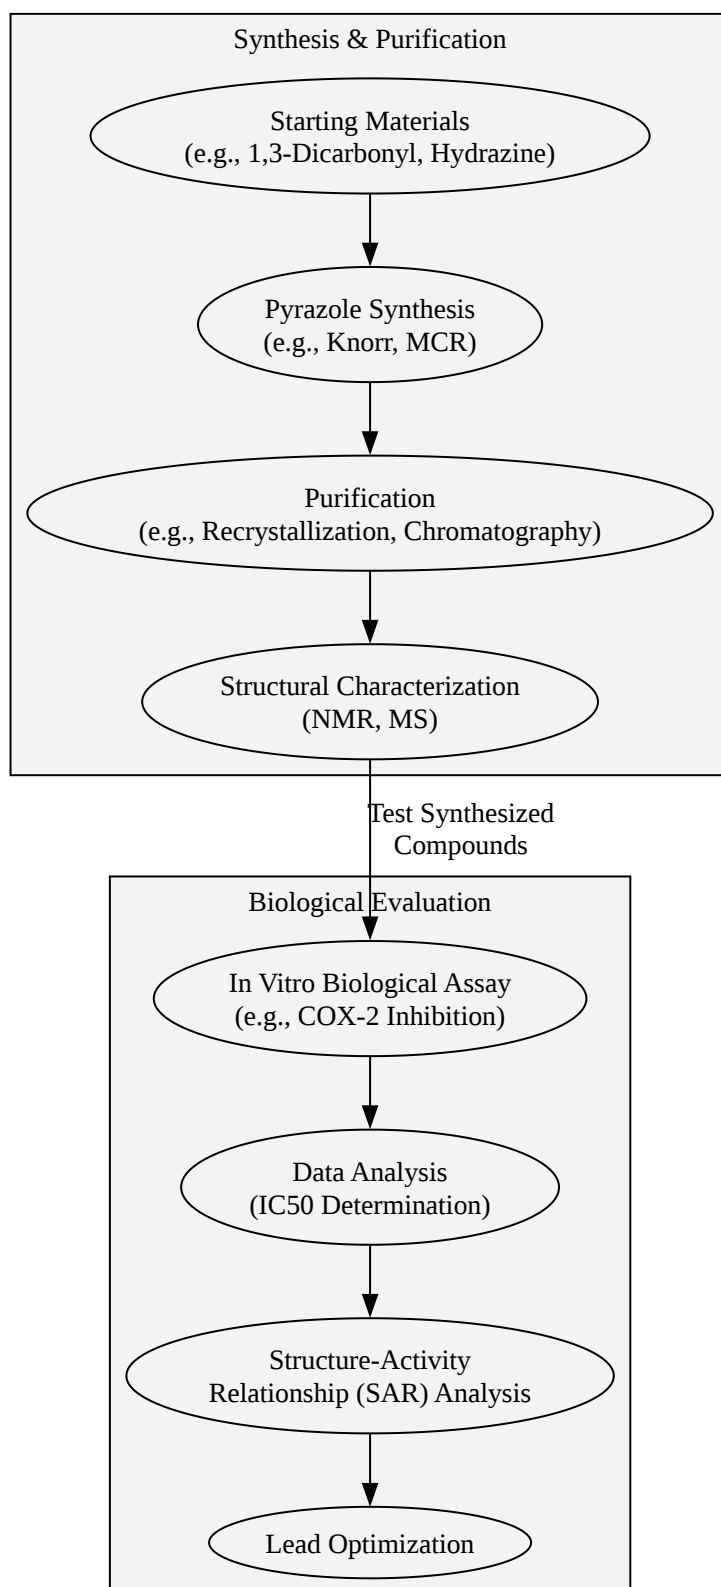 Synthesis & Purification
Starting Materials
(e.g., 1,3-Dicarbonyl, Hydrazine)
Pyrazole Synthesis
(e.g., Knorr, MCR)
Purification
(e.g., Recrystallization, Chromatography)
Structural Characterization
(NMR, MS)
Test Synthesized
Compounds
Biological Evaluation
In Vitro Biological Assay
(e.g., COX-2 Inhibition)
Data Analysis
(IC50 Determination)
Structure-Activity
Relationship (SAR) Analysis
Lead Optimization